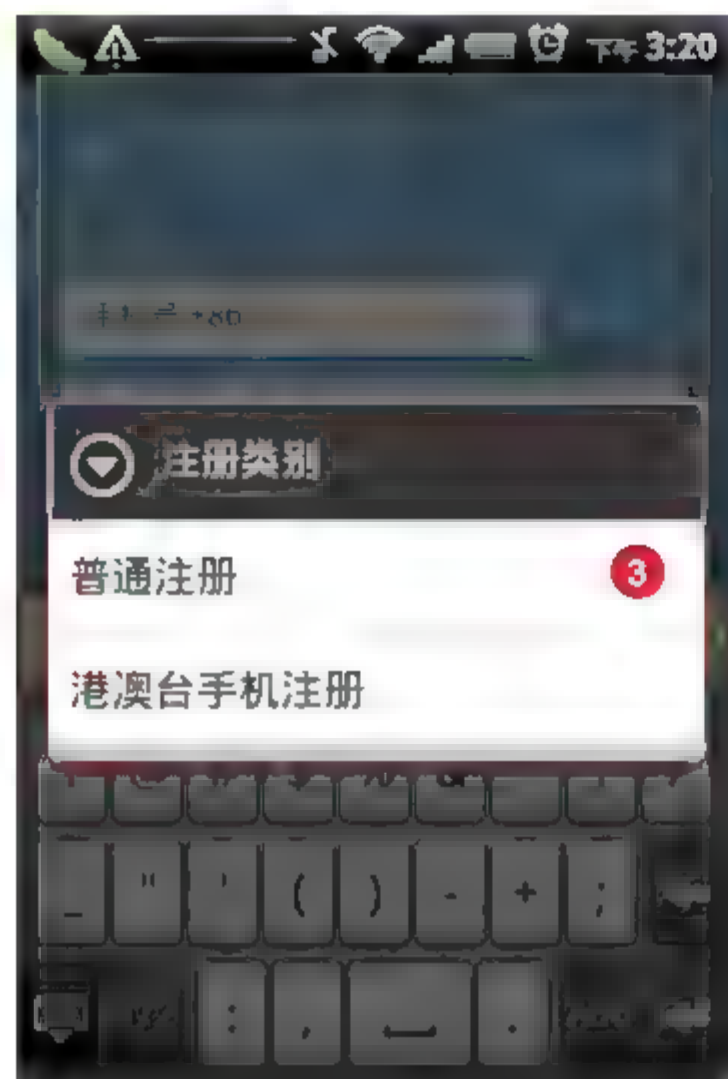 下午 3:20
注册类别
普通注册 3
港澳台手机注册
_ " ' ( ) - + ;
: , .